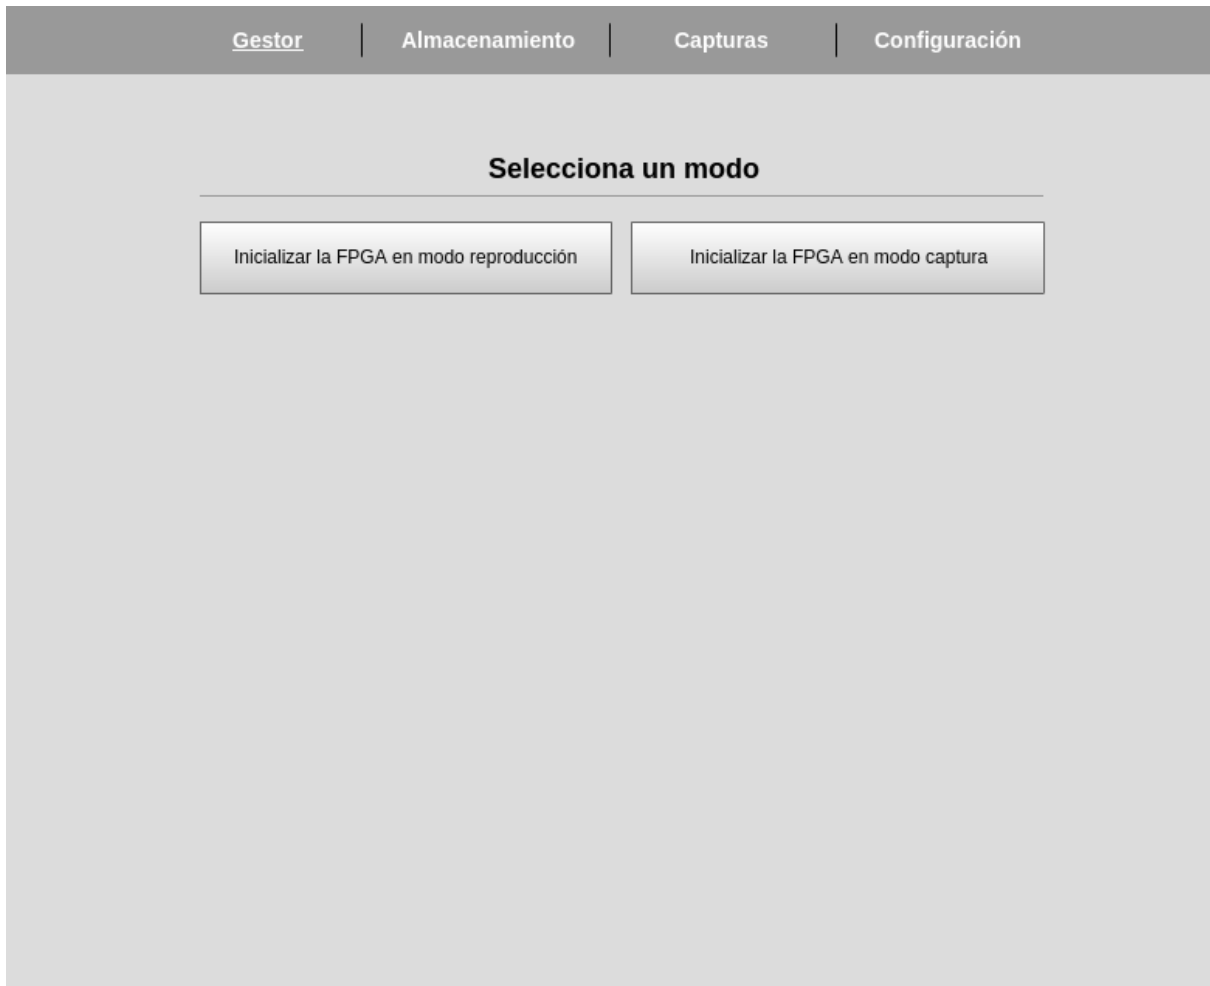 Gestor Almacenamiento Capturas Configuración
Selecciona un modo
Inicializar la FPGA en modo reproducción Inicializar la FPGA en modo captura